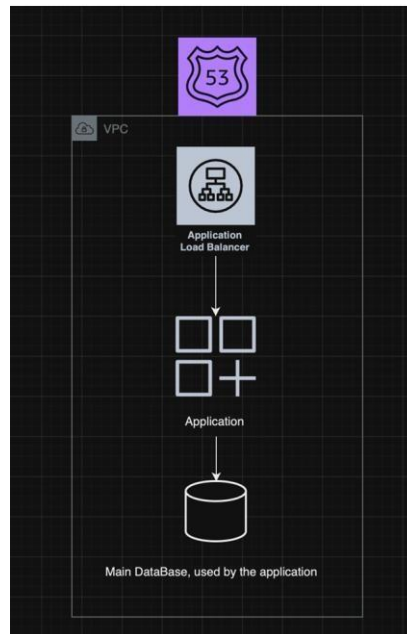 53
VPC
Application
Load Balancer
Application
Main DataBase, used by the application